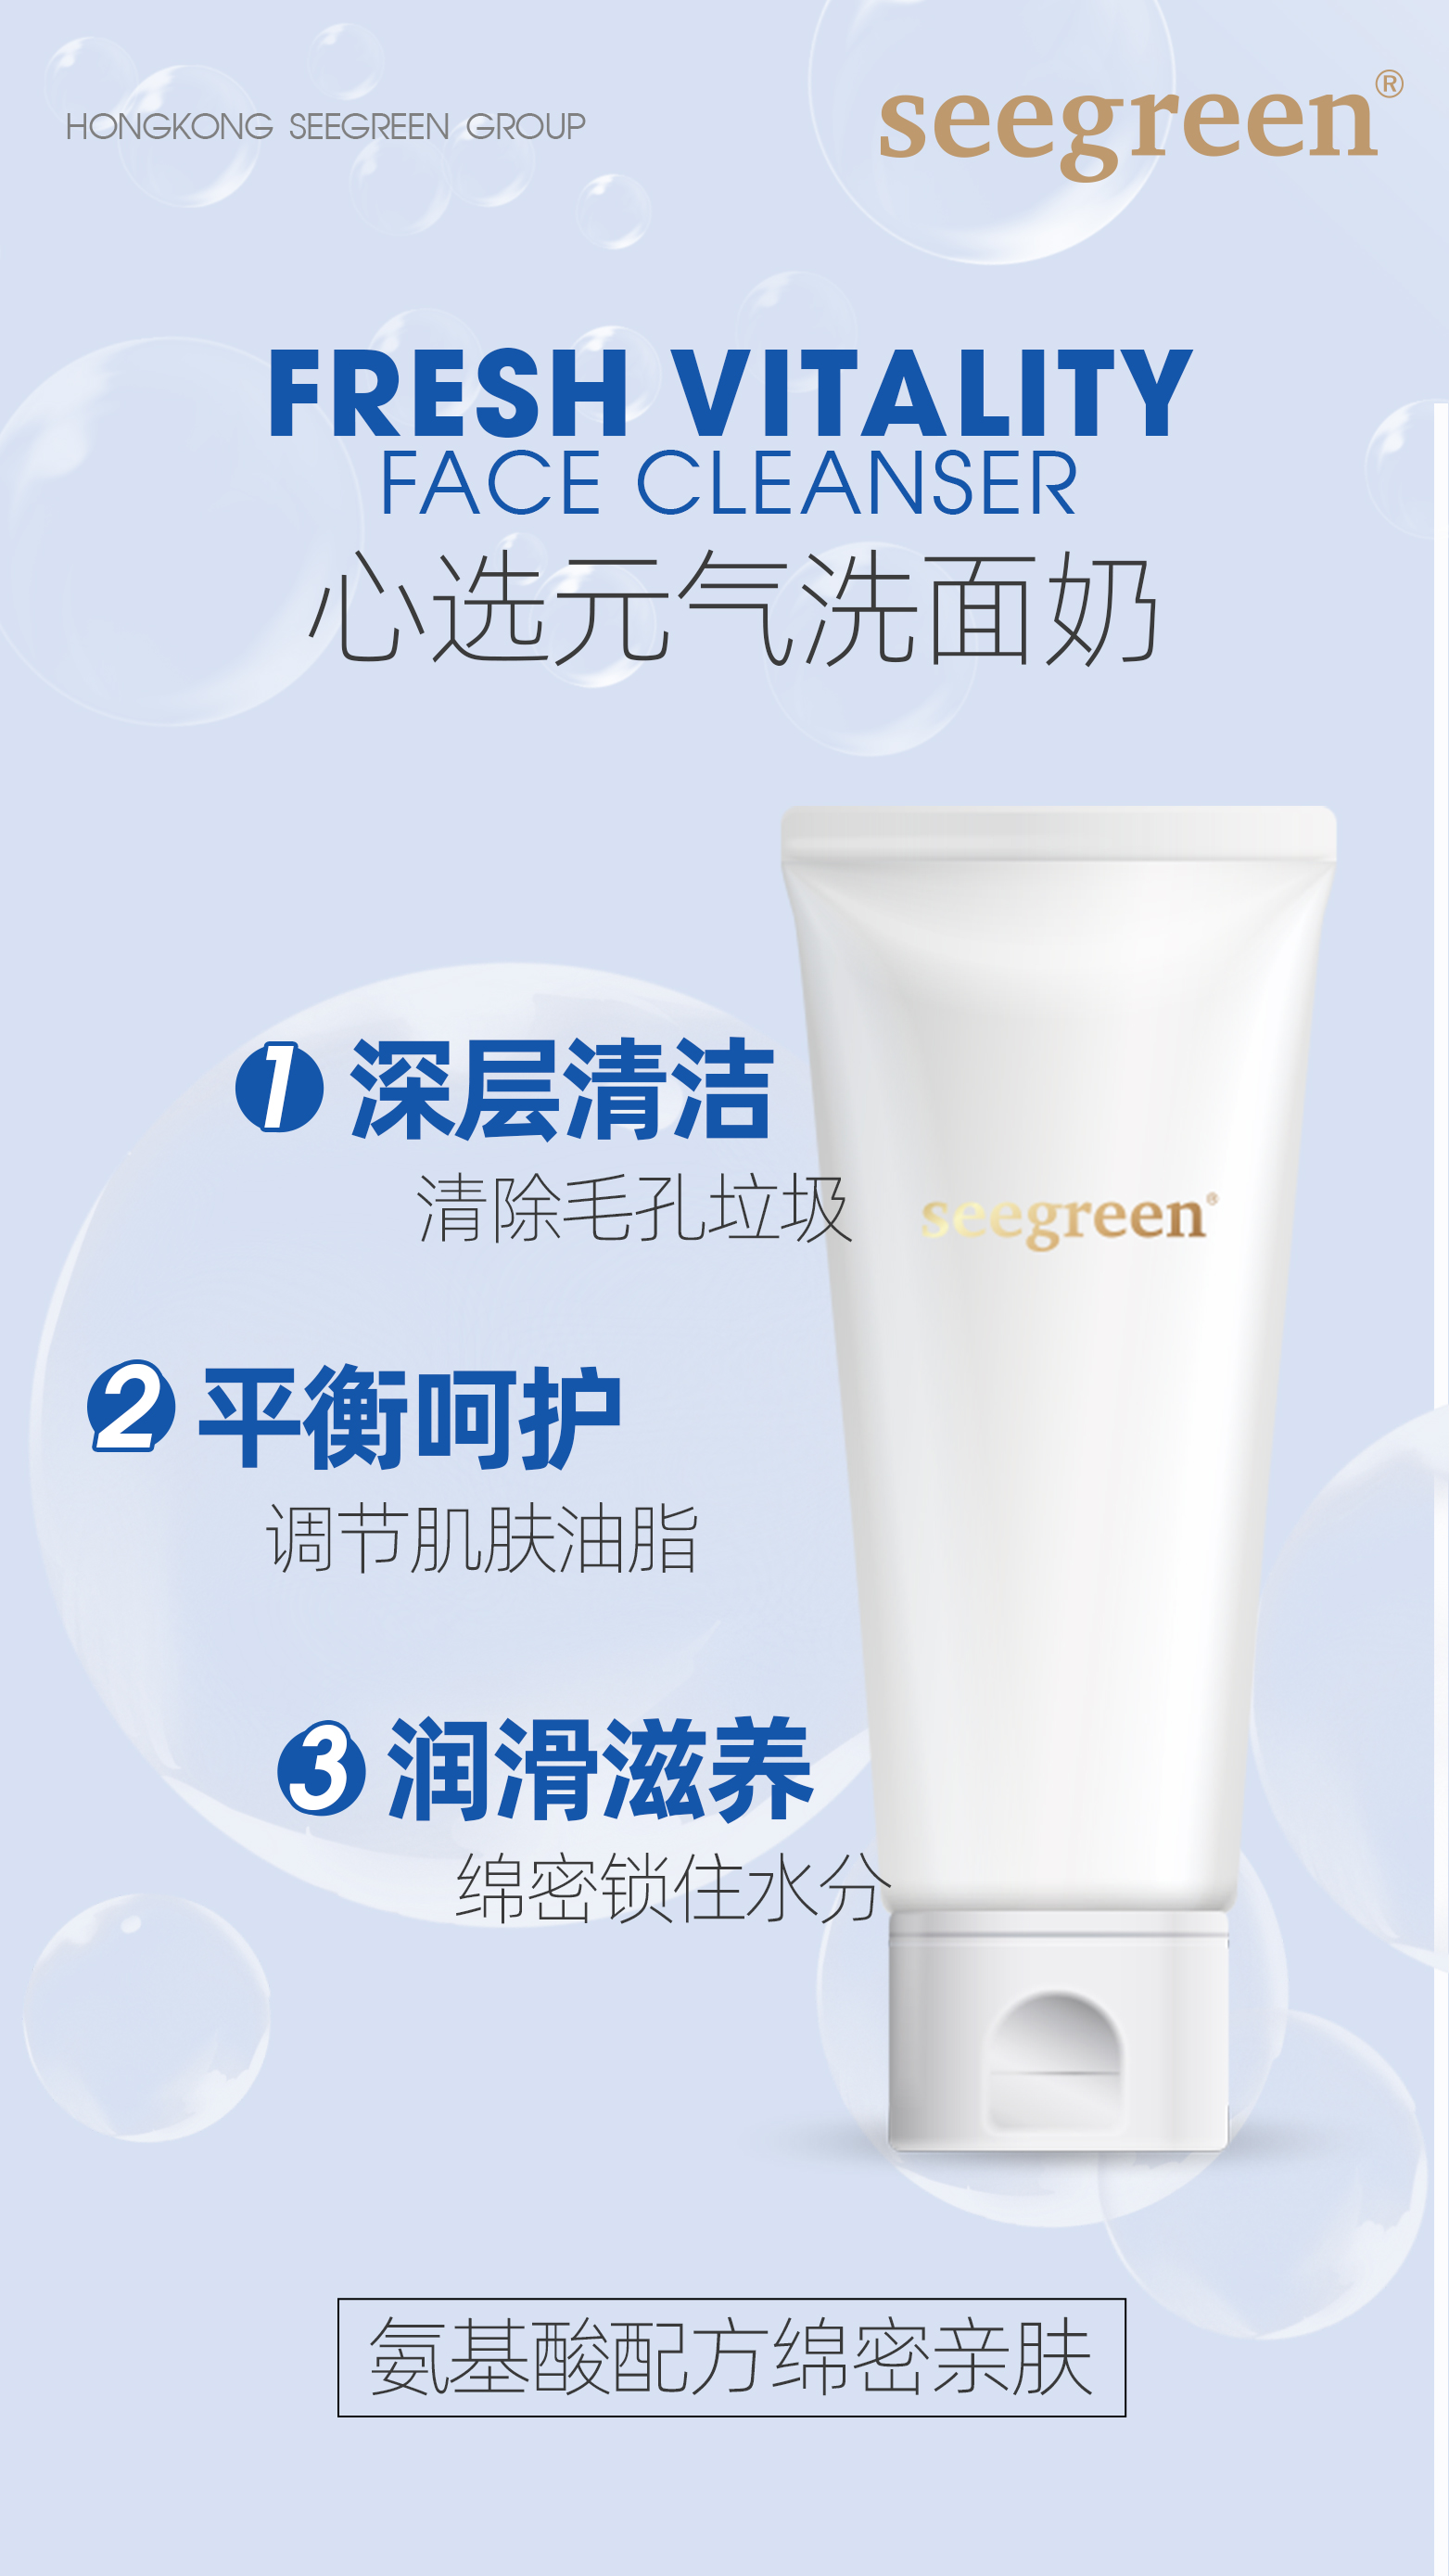 HONGKONG SEEGREEN GROUP
seegreen®
FRESH VITALITY
FACE CLEANSER
心选元气洗面奶
1 深层清洁
清除毛孔垃圾
seegreen®
2 平衡呵护
调节肌肤油脂
3 润滑滋养
绵密锁住水分
氨基酸配方绵密亲肤